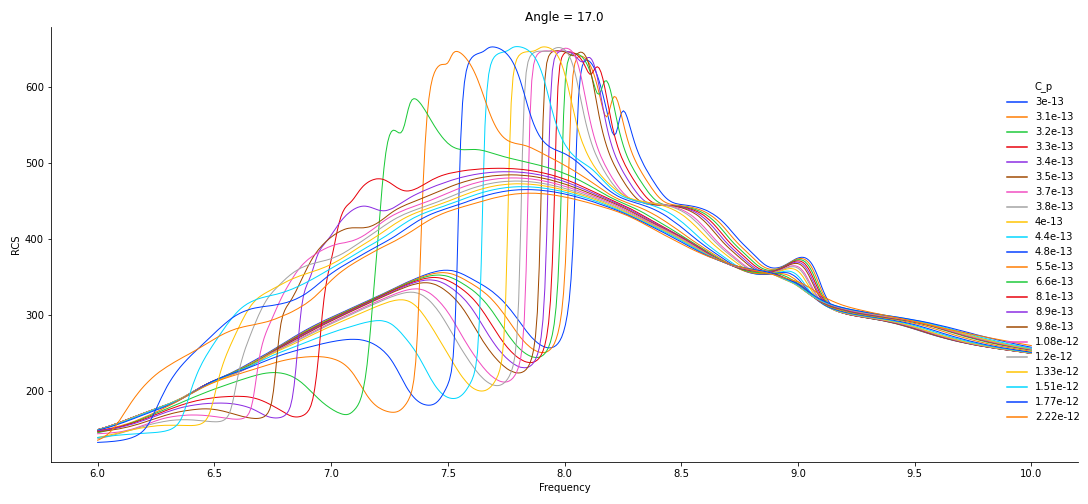 Angle = 17.0
RCS
600
500
400
300
200
6.0 6.5 7.0 7.5 8.0 8.5 9.0 9.5 10.0
Frequency
C_p
3e-13
3.1e-13
3.2e-13
3.3e-13
3.4e-13
3.5e-13
3.7e-13
3.8e-13
4e-13
4.4e-13
4.8e-13
5.5e-13
6.6e-13
8.1e-13
8.9e-13
9.8e-13
1.08e-12
1.2e-12
1.33e-12
1.51e-12
1.77e-12
2.22e-12